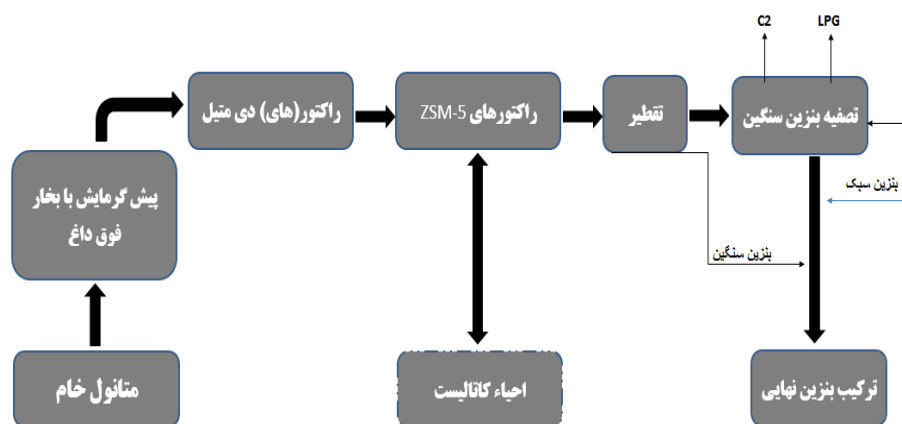 C2
LPG
راکتور(های) دی متیل
راکتورهای ZSM-5
تقطیر
تصفیه بنزین سنگین
پیش گرمایش با بخار
فوق داغ
بنزین سبک
بنزین سنگین
متانول خام
احیاء کاتالیست
ترکیب بنزین نهایی